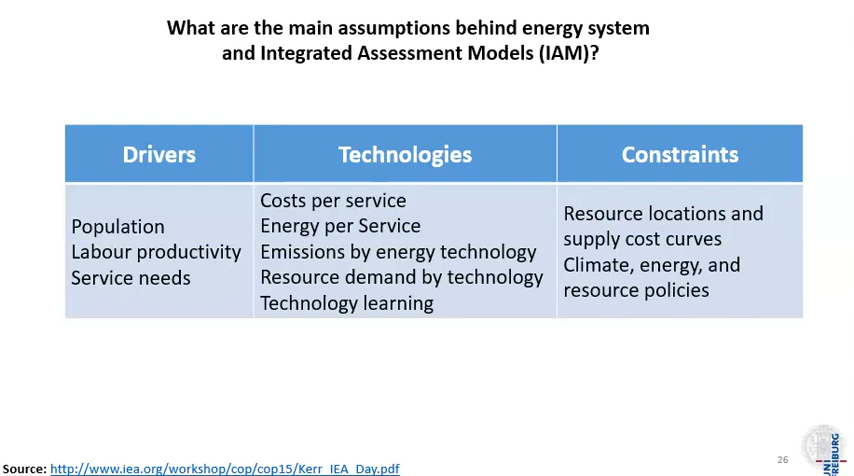 What are the main assumptions behind energy system
and Integrated Assessment Models (IAM)?
Drivers
Technologies
Constraints
Population
Labour productivity
Service needs
Costs per service
Energy per Service
Emissions by energy technology
Resource demand by technology
Technology learning
Resource locations and
supply cost curves
Climate, energy, and
resource policies
Source: http://www.iea.org/workshop/cop/cop15/Kerr_IEA_Day.pdf
26
UNI
FREIBURG